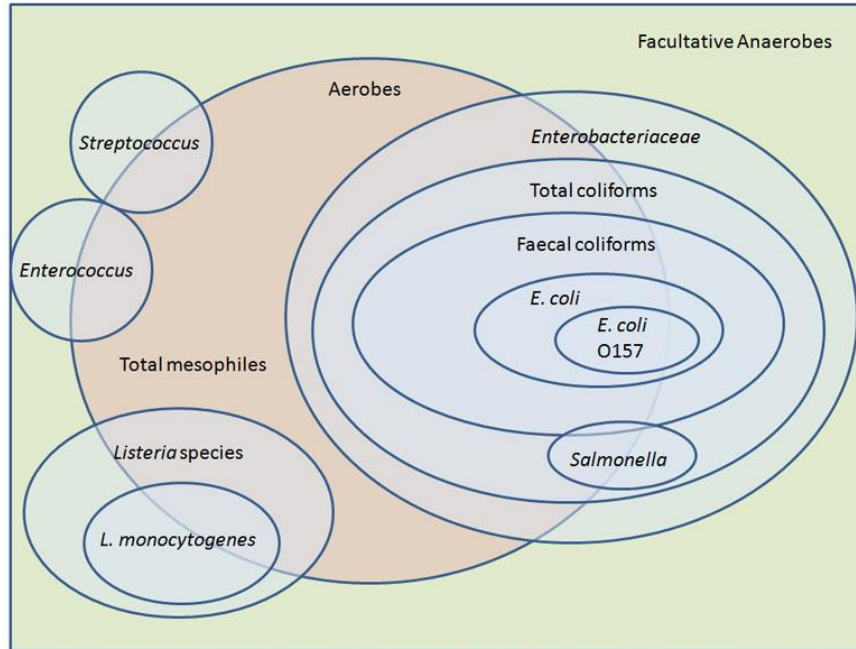 Facultative Anaerobes
Aerobes
Streptococcus
Enterobacteriaceae
Total coliforms
Faecal coliforms
Enterococcus
E. coli
E. coli
O157
Total mesophiles
Listeria species
Salmonella
L. monocytogenes